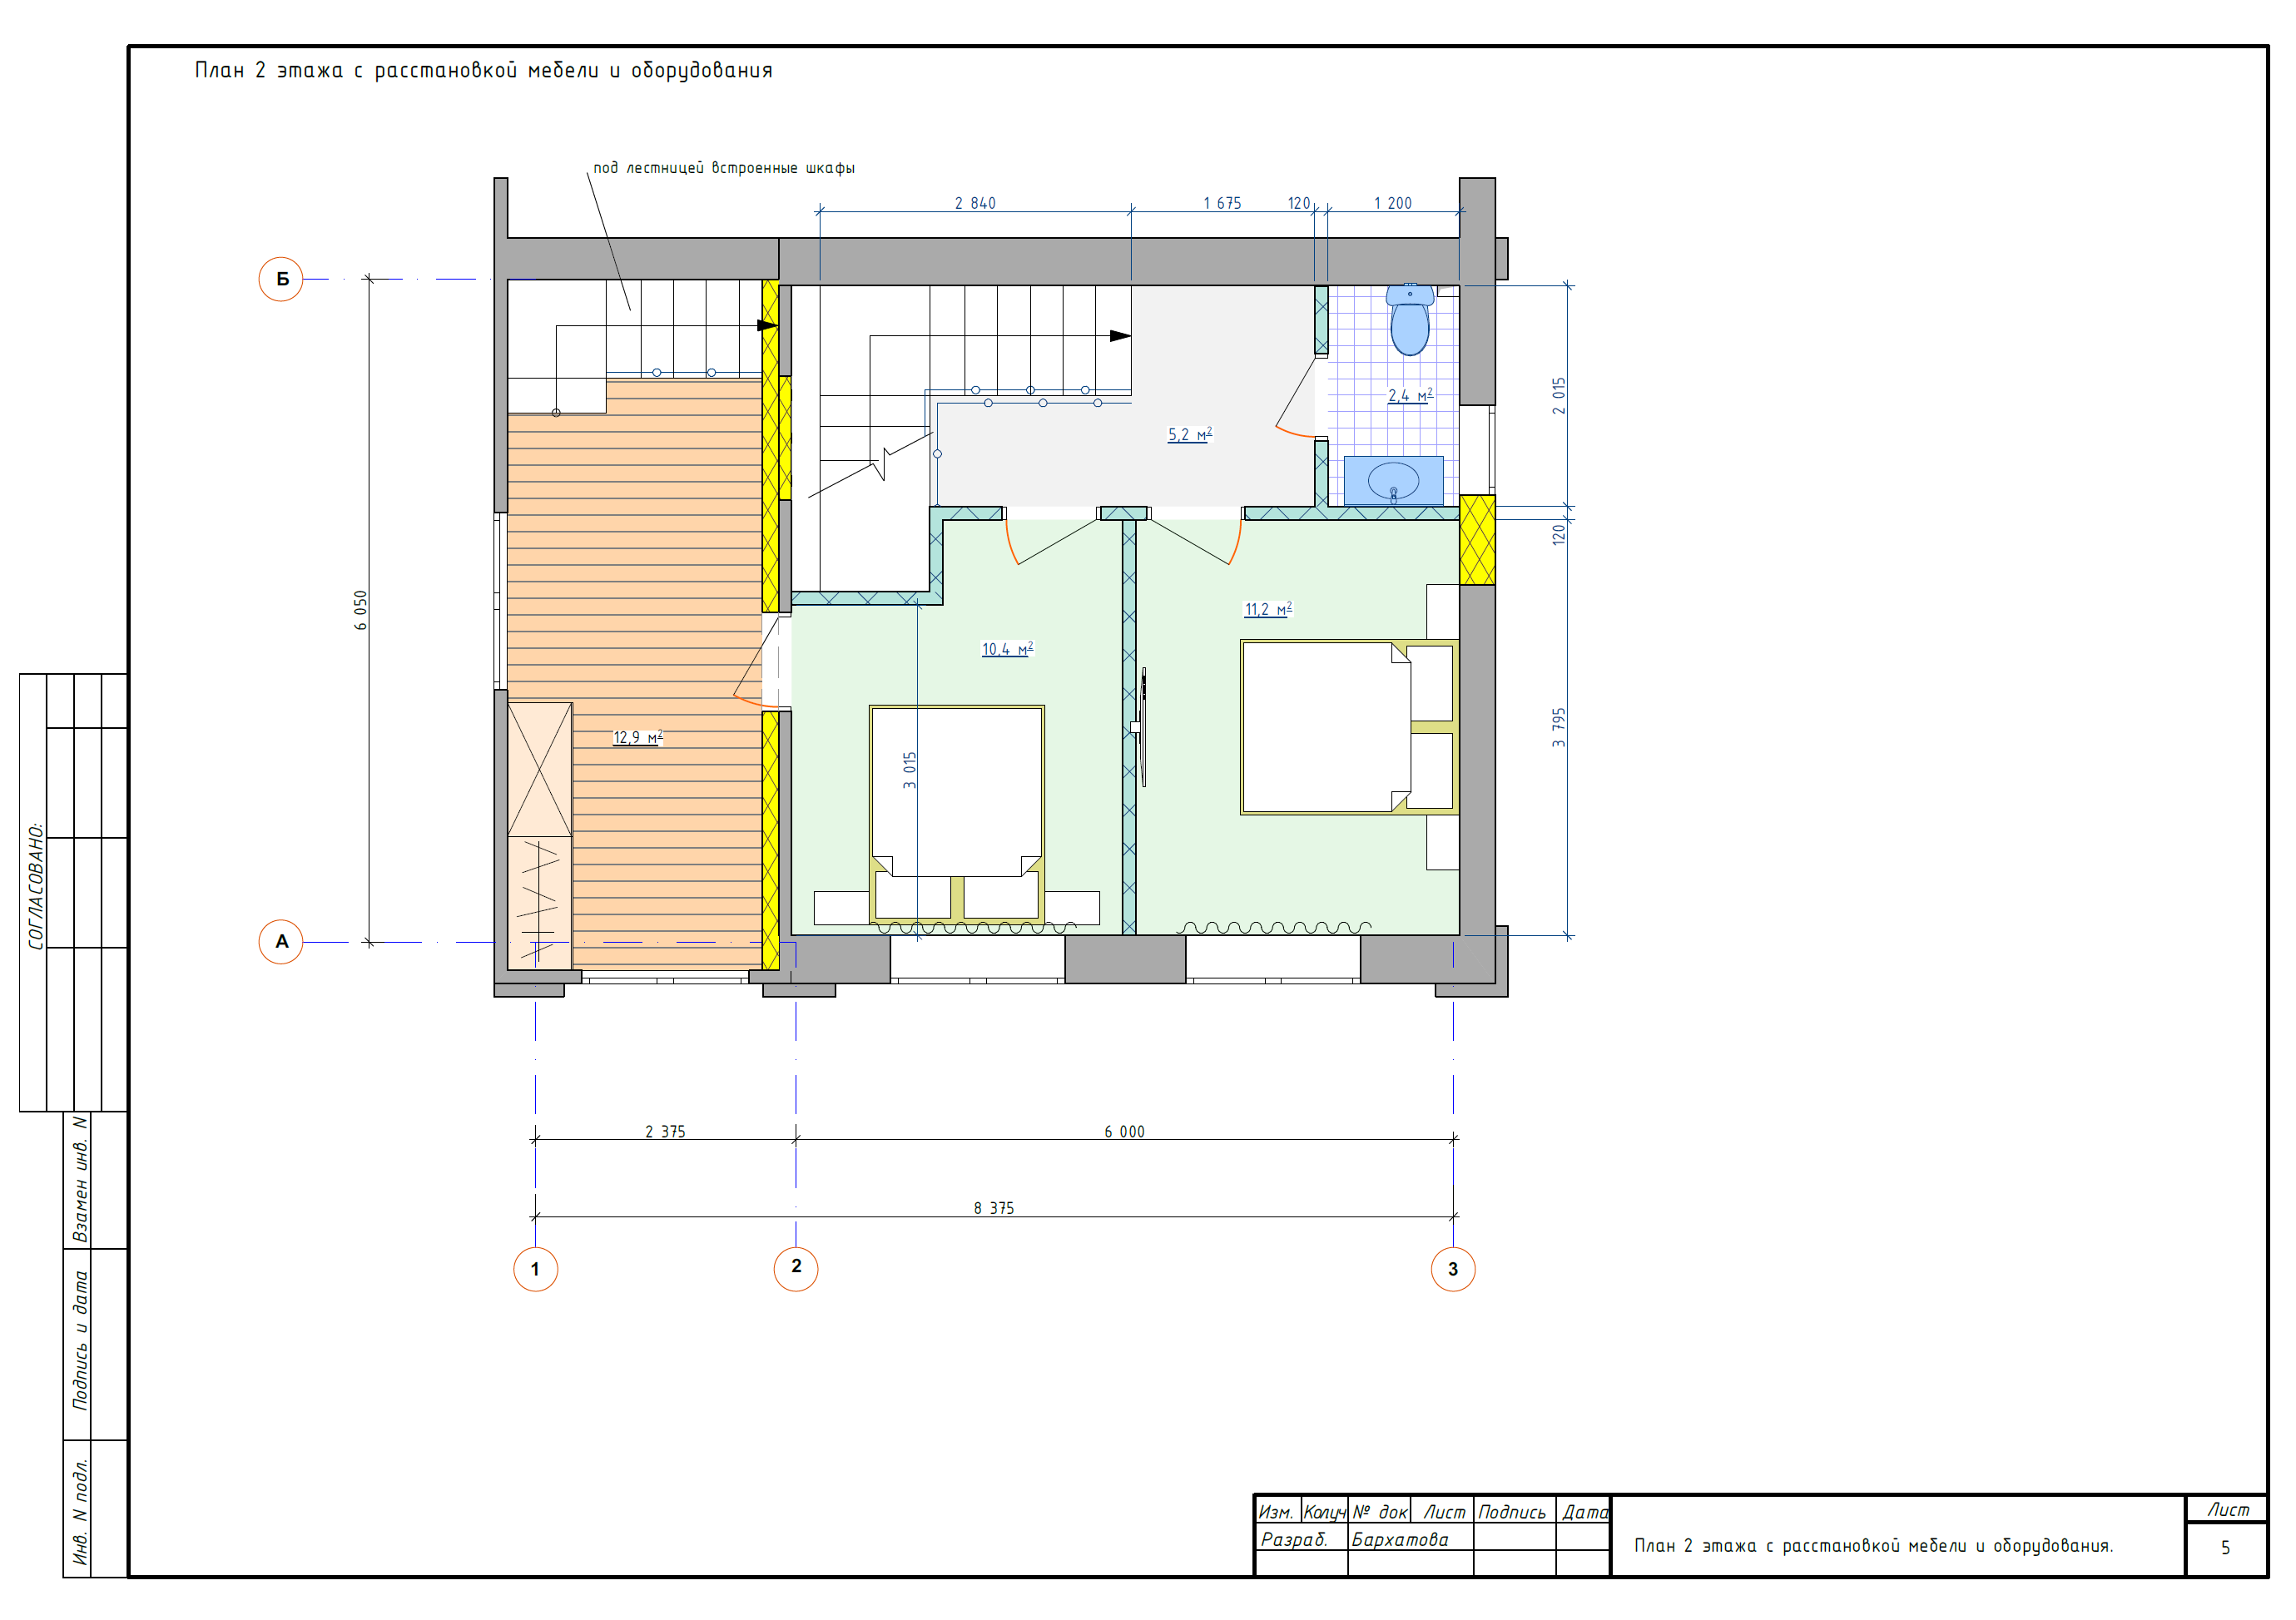 План 2 этажа с расстановкой мебели и оборудования
под лестницей встроенные шкафы
2 840
1 675
120
1 200
Б
2 015
2,4 м²
5,2 м²
120
6 050
11,2 м²
10,4 м²
12,9 м²
3 015
3 795
А
СОГЛАСОВАНО:
2 375
6 000
Взамен инв. N
8 375
1
2
3
Подпись и дата
Инв. N подл.
Изм. Колуч № док Лист Подпись Дата
Разраб. Бархатова
План 2 этажа с расстановкой мебели и оборудования.
Лист
5